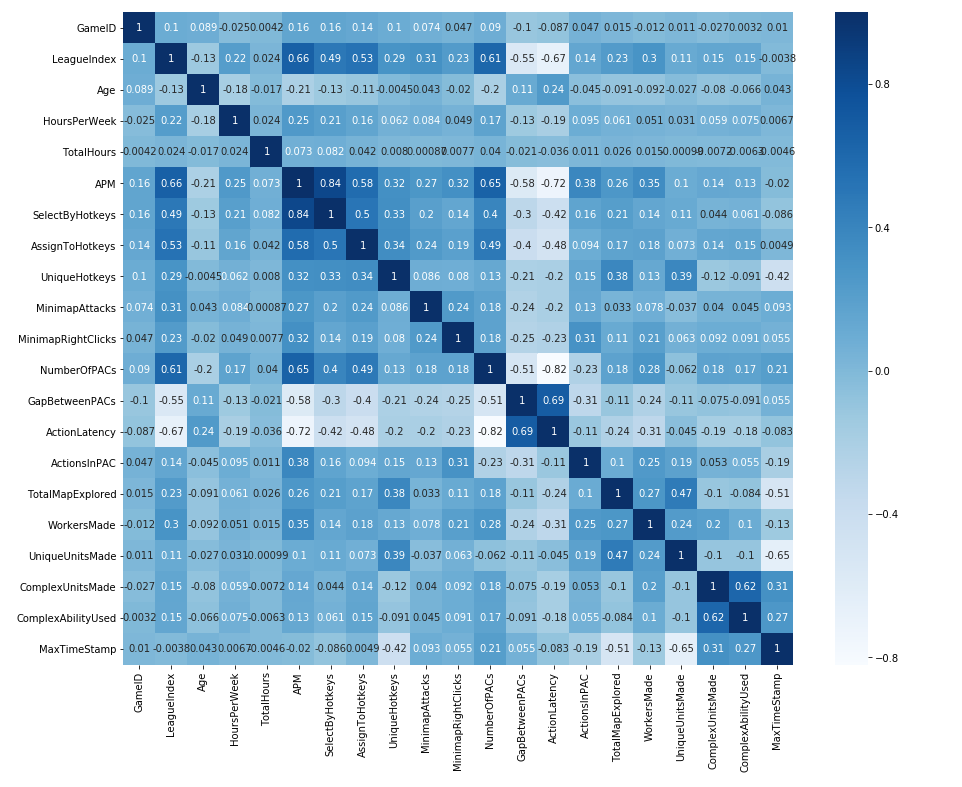 GameID 1 0.1 0.089 -0.025 0.0042 0.16 0.16 0.14 0.1 0.074 0.047 0.09 -0.1 -0.087 0.047 0.015 -0.012 0.011 -0.027 0.0032 0.01
LeagueIndex 0.1 1 -0.13 0.22 0.024 0.66 0.49 0.53 0.29 0.31 0.23 0.61 -0.55 -0.67 0.14 0.23 0.3 0.11 0.15 0.15 -0.0038
0.8
Age 0.089 -0.13 1 -0.18 -0.017 -0.21 -0.13 -0.11 -0.0045 0.043 -0.02 -0.2 0.11 0.24 -0.045 -0.091 -0.092 -0.027 -0.08 -0.066 0.043
HoursPerWeek -0.025 0.22 -0.18 1 0.024 0.25 0.21 0.16 0.062 0.084 0.049 0.17 -0.13 -0.19 0.095 0.061 0.051 0.031 0.059 0.075 0.0067
TotalHours 0.0042 0.024 -0.017 0.024 1 0.073 0.082 0.042 0.008 0.00087 0.0077 0.04 -0.021 -0.036 0.011 0.026 0.015 -0.00099 -0.0072 -0.0063 -0.0046
APM 0.16 0.66 -0.21 0.25 0.073 1 0.84 0.58 0.32 0.27 0.32 0.65 -0.58 -0.72 0.38 0.26 0.35 0.1 0.14 0.13 -0.02
SelectByHotkeys 0.16 0.49 -0.13 0.21 0.082 0.84 1 0.5 0.33 0.2 0.14 0.4 -0.3 -0.42 0.16 0.21 0.14 0.11 0.044 0.061 -0.086
0.4
AssignToHotkeys 0.14 0.53 -0.11 0.16 0.042 0.58 0.5 1 0.34 0.24 0.19 0.49 -0.4 -0.48 0.094 0.17 0.18 0.073 0.14 0.15 0.0049
UniqueHotkeys 0.1 0.29 -0.0045 0.062 0.008 0.32 0.33 0.34 1 0.086 0.08 0.13 -0.21 -0.2 0.15 0.38 0.13 0.39 -0.12 -0.091 -0.42
MinimapAttacks 0.074 0.31 0.043 0.084 0.00087 0.27 0.2 0.24 0.086 1 0.24 0.18 -0.24 -0.2 0.13 0.033 0.078 -0.037 0.04 0.045 0.093
MinimapRightClicks 0.047 0.23 -0.02 0.049 0.0077 0.32 0.14 0.19 0.08 0.24 1 0.18 -0.25 -0.23 0.31 0.11 0.21 0.063 0.092 0.091 0.055
NumberOfPACs 0.09 0.61 -0.2 0.17 0.04 0.65 0.4 0.49 0.13 0.18 0.18 1 -0.51 -0.82 -0.23 0.18 0.28 -0.062 0.18 0.17 0.21
0.0
GapBetweenPACs -0.1 -0.55 0.11 -0.13 -0.021 -0.58 -0.3 -0.4 -0.21 -0.24 -0.25 -0.51 1 0.69 -0.31 -0.11 -0.24 -0.11 -0.075 -0.091 0.055
ActionLatency -0.087 -0.67 0.24 -0.19 -0.036 -0.72 -0.42 -0.48 -0.2 -0.2 -0.23 -0.82 0.69 1 -0.11 -0.24 -0.31 -0.045 -0.19 -0.18 -0.083
ActionsInPAC 0.047 0.14 -0.045 0.095 0.011 0.38 0.16 0.094 0.15 0.13 0.31 -0.23 -0.31 -0.11 1 0.1 0.25 0.19 0.053 0.055 -0.19
TotalMapExplored 0.015 0.23 -0.091 0.061 0.026 0.26 0.21 0.17 0.38 0.033 0.11 0.18 -0.11 -0.24 0.1 1 0.27 0.47 -0.1 -0.084 -0.51
−0.4
WorkersMade -0.012 0.3 -0.092 0.051 0.015 0.35 0.14 0.18 0.13 0.078 0.21 0.28 -0.24 -0.31 0.25 0.27 1 0.24 0.2 0.1 -0.13
UniqueUnitsMade 0.011 0.11 -0.027 0.031 -0.00099 0.1 0.11 0.073 0.39 -0.037 0.063 -0.062 -0.11 -0.045 0.19 0.47 0.24 1 -0.1 -0.1 -0.65
ComplexUnitsMade -0.027 0.15 -0.08 0.059 -0.0072 0.14 0.044 0.14 -0.12 0.04 0.092 0.18 -0.075 -0.19 0.053 -0.1 0.2 -0.1 1 0.62 0.31
ComplexAbilityUsed 0.0032 0.15 -0.066 0.075 -0.0063 0.13 0.061 0.15 -0.091 0.045 0.091 0.17 -0.091 -0.18 0.055 -0.084 0.1 -0.1 0.62 1 0.27
MaxTimeStamp 0.01 -0.0038 0.043 0.0067 -0.0046 -0.02 -0.086 0.0049 -0.42 0.093 0.055 0.21 0.055 -0.083 -0.19 -0.51 -0.13 -0.65 0.31 0.27 1
−0.8
GameID
LeagueIndex
Age
HoursPerWeek
TotalHours
APM
SelectByHotkeys
AssignToHotkeys
UniqueHotkeys
MinimapAttacks
MinimapRightClicks
NumberOfPACs
GapBetweenPACs
ActionLatency
ActionsInPAC
TotalMapExplored
WorkersMade
UniqueUnitsMade
ComplexUnitsMade
ComplexAbilityUsed
MaxTimeStamp